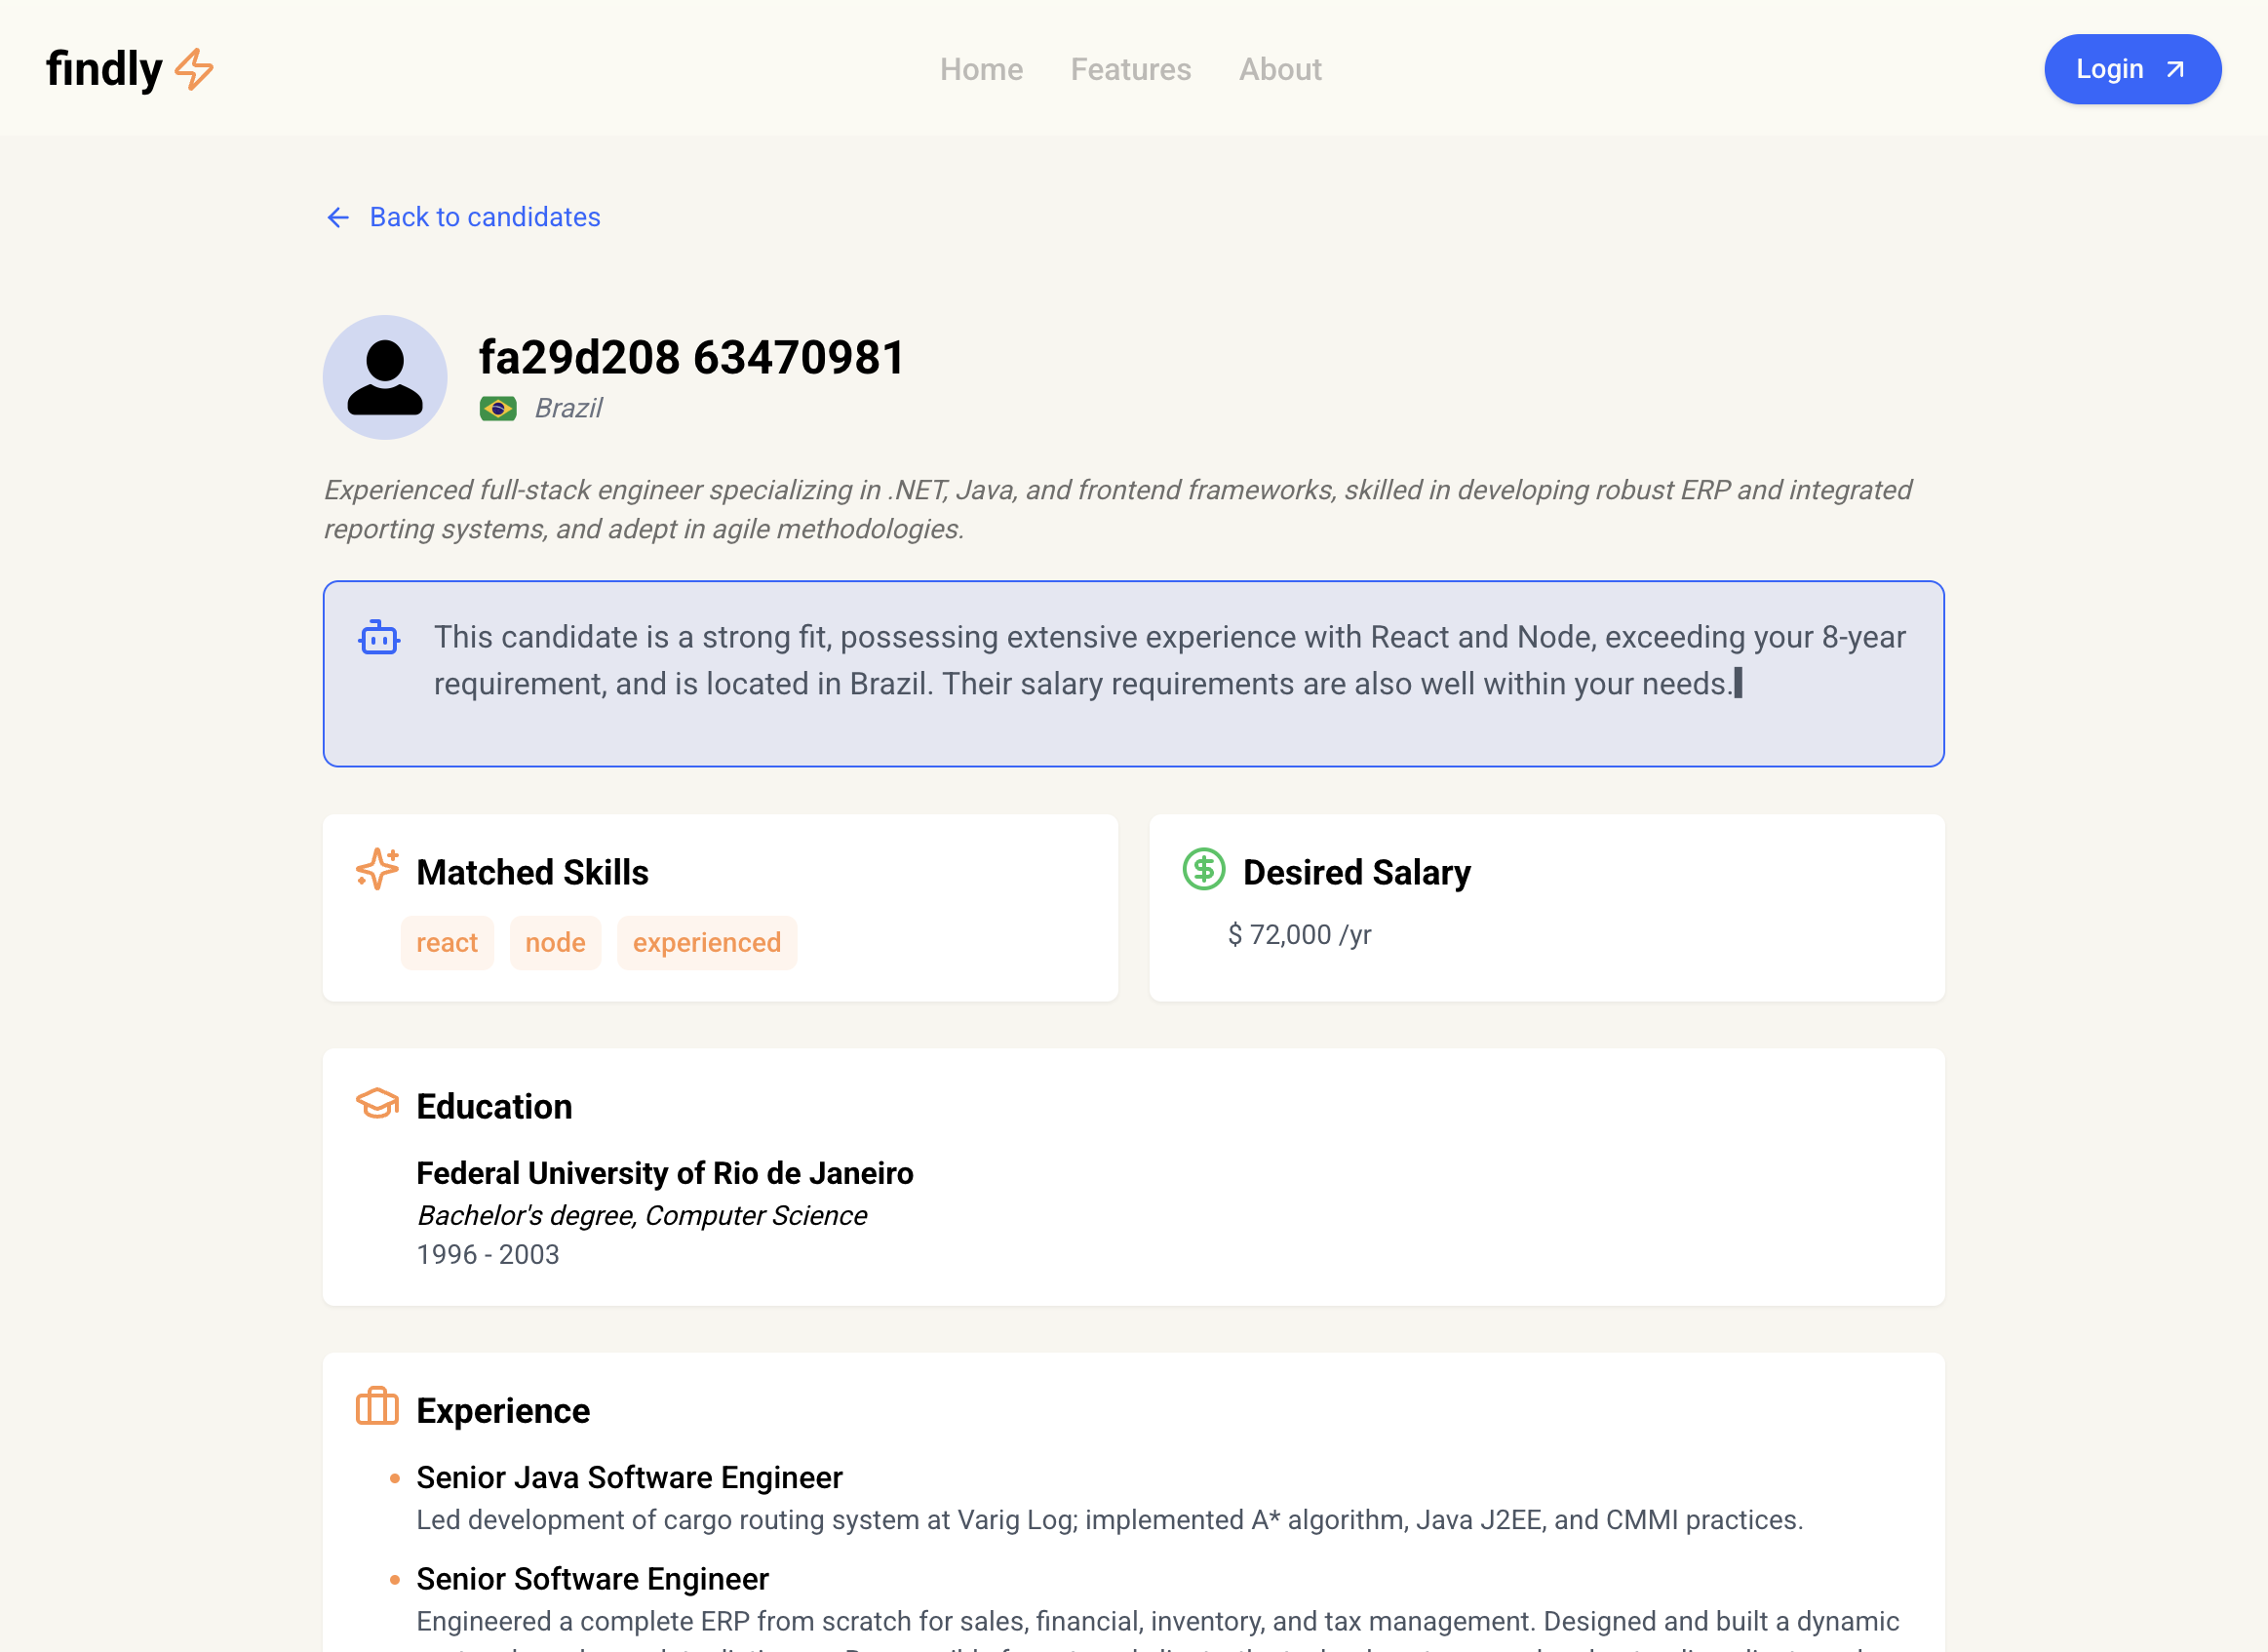 findly
Home Features About
Login
Back to candidates
fa29d208 63470981
Brazil
Experienced full-stack engineer specializing in .NET, Java, and frontend frameworks, skilled in developing robust ERP and integrated
reporting systems, and adept in agile methodologies.
This candidate is a strong fit, possessing extensive experience with React and Node, exceeding your 8-year
requirement, and is located in Brazil. Their salary requirements are also well within your needs.
Matched Skills
react node experienced
Desired Salary
$ 72,000 /yr
Education
Federal University of Rio de Janeiro
Bachelor's degree, Computer Science
1996 - 2003
Experience
Senior Java Software Engineer
Led development of cargo routing system at Varig Log; implemented A* algorithm, Java J2EE, and CMMI practices.
Senior Software Engineer
Engineered a complete ERP from scratch for sales, financial, inventory, and tax management. Designed and built a dynamic